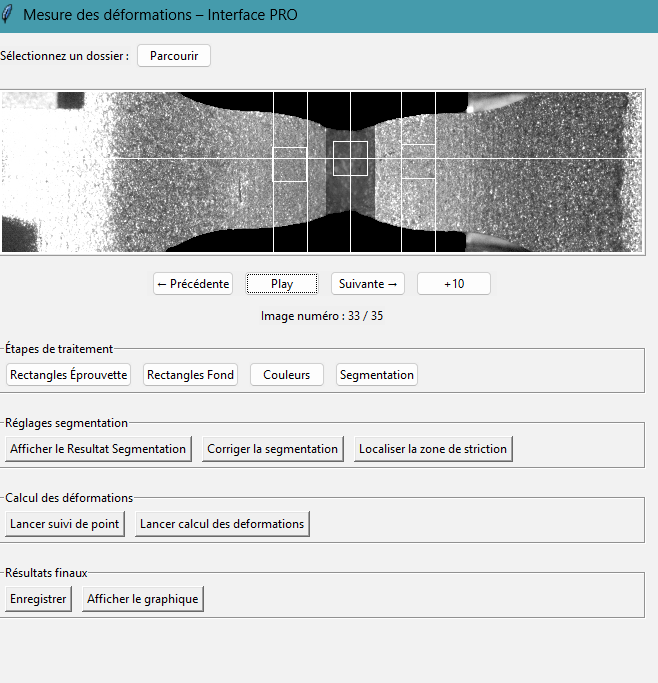 Mesure des déformations – Interface PRO
Sélectionnez un dossier : Parcourir
← Précédente Play Suivante → +10
Image numéro : 33 / 35
Étapes de traitement
Rectangles Éprouvette Rectangles Fond Couleurs Segmentation
Réglages segmentation
Afficher le Resultat Segmentation Corriger la segmentation Localiser la zone de striction
Calcul des déformations
Lancer suivi de point Lancer calcul des deformations
Résultats finaux
Enregistrer Afficher le graphique